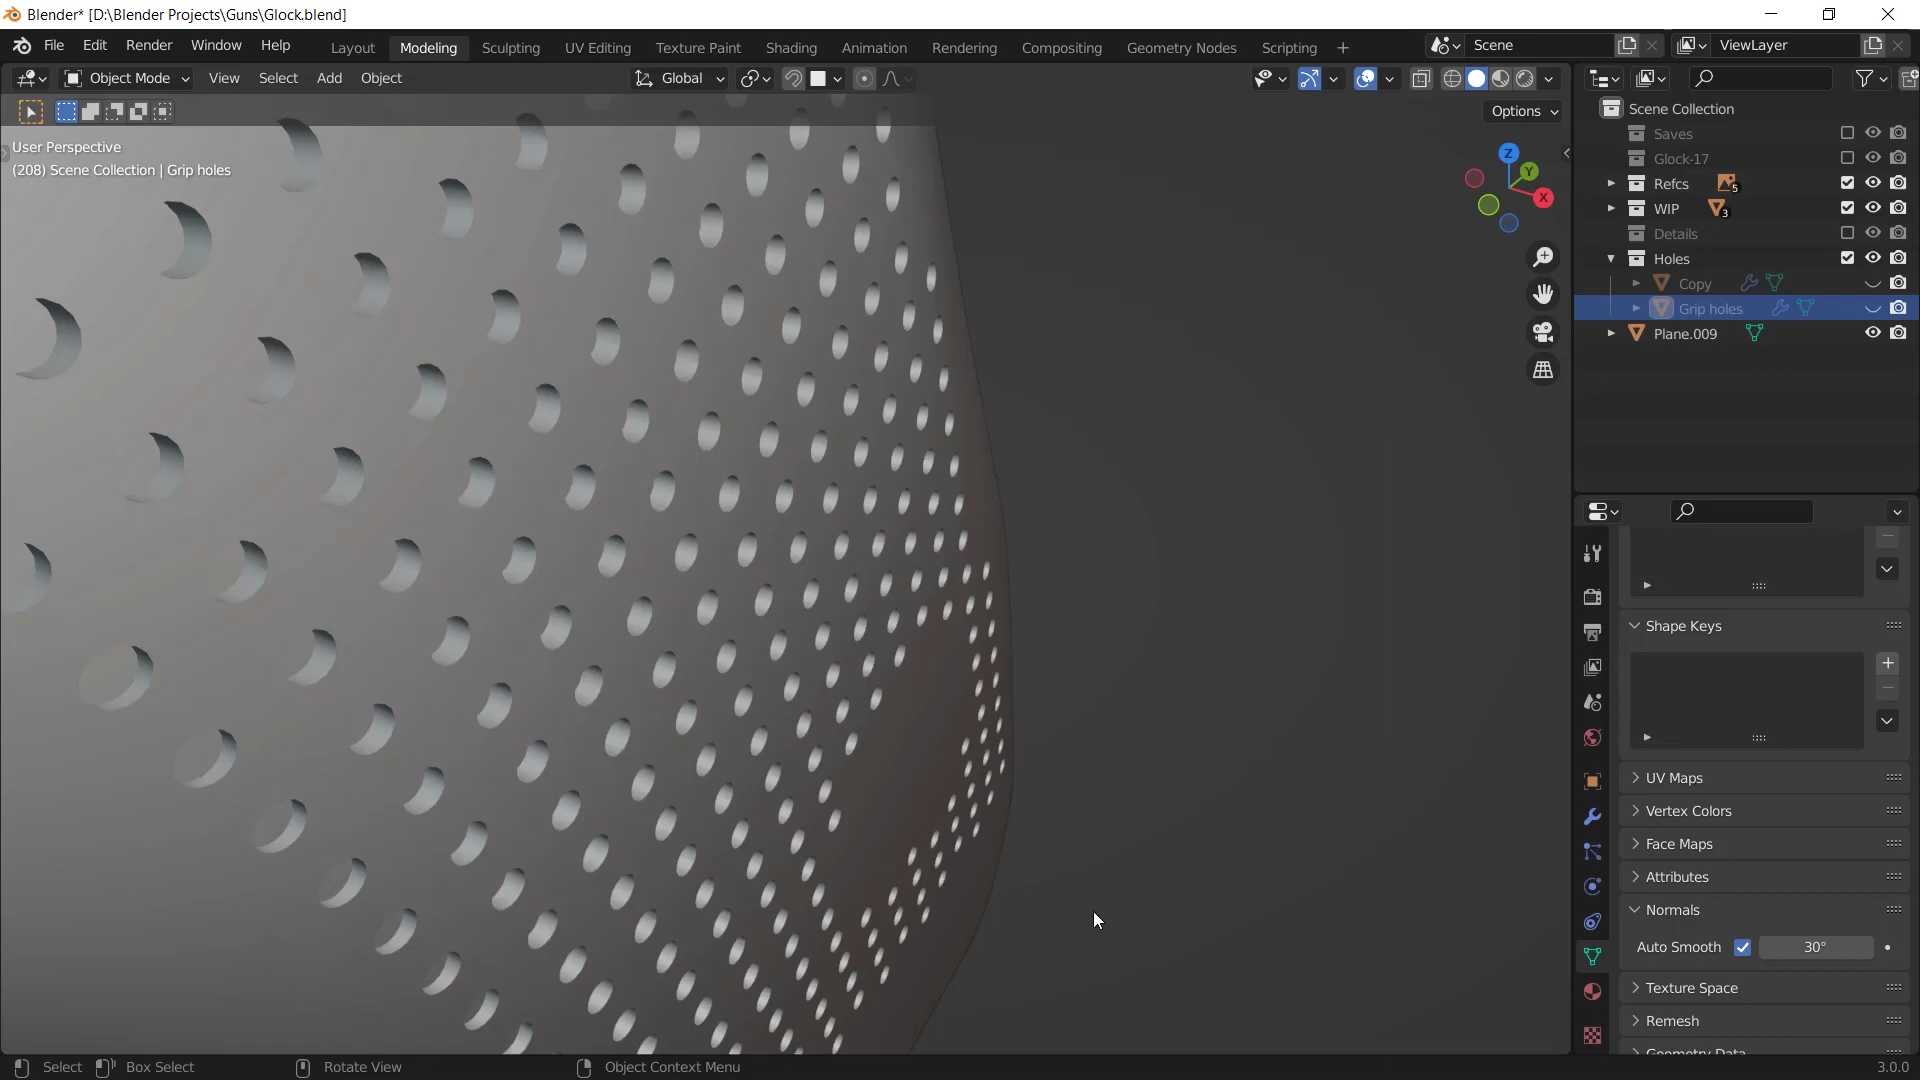 Blender* [D:\Blender Projects\Guns\Glock.blend]
File Edit Render Window Help
Layout Modeling Sculpting UV Editing Texture Paint Shading Animation Rendering Compositing Geometry Nodes Scripting +
Scene
ViewLayer
Object Mode View Select Add Object
Global
Options
User Perspective
(208) Scene Collection | Grip holes
Z
Y
X
Scene Collection
Saves
Glock-17
Refcs 5
WIP 3
Details
Holes
Copy
Grip holes
Plane.009
Shape Keys
UV Maps
Vertex Colors
Face Maps
Attributes
Normals
Auto Smooth 30°
Texture Space
Remesh
Geometry Data
Select Box Select Rotate View Object Context Menu 3.0.0